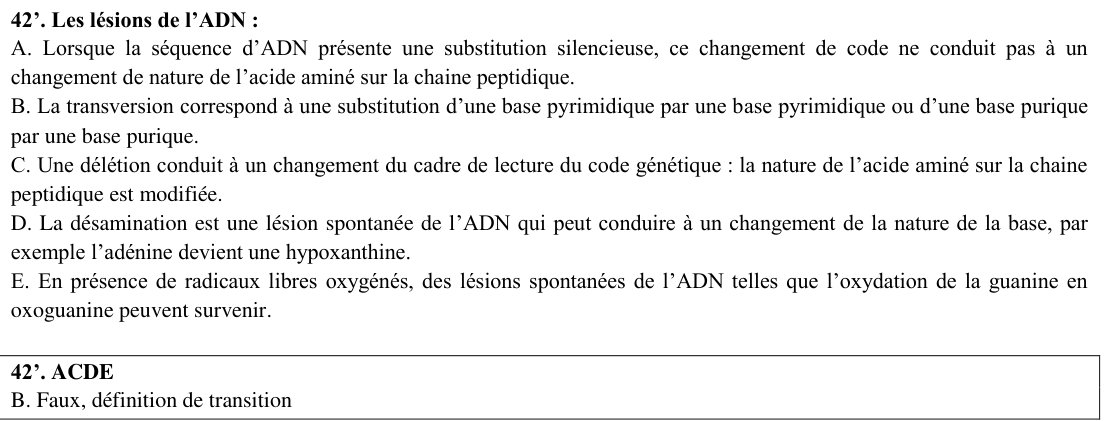 42’. Les lésions de l’ADN :
A. Lorsque la séquence d’ADN présente une substitution silencieuse, ce changement de code ne conduit pas à un
changement de nature de l’acide aminé sur la chaine peptidique.
B. La transversion correspond à une substitution d’une base pyrimidique par une base pyrimidique ou d’une base purique
par une base purique.
C. Une délétion conduit à un changement du cadre de lecture du code génétique : la nature de l’acide aminé sur la chaine
peptidique est modifiée.
D. La désamination est une lésion spontanée de l’ADN qui peut conduire à un changement de la nature de la base, par
exemple l’adénine devient une hypoxanthine.
E. En présence de radicaux libres oxygénés, des lésions spontanées de l’ADN telles que l’oxydation de la guanine en
oxoguanine peuvent survenir.
42’. ACDE
B. Faux, définition de transition